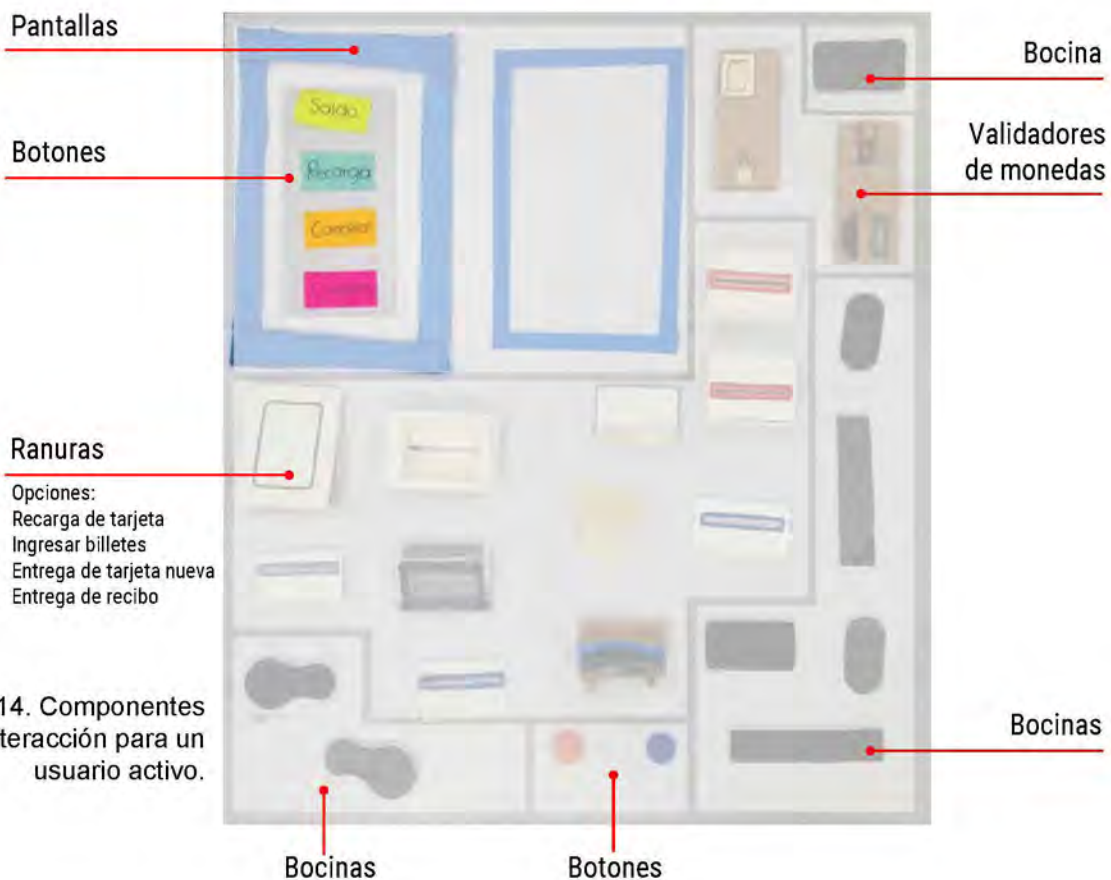 Pantallas
Bocina
Botones
Validadores
de monedas
Saldo
Recarga
Ranuras
Opciones:
Recarga de tarjeta
Ingresar billetes
Entrega de tarjeta nueva
Entrega de recibo
14. Componentes
teracción para un
usuario activo.
Bocinas
Bocinas
Botones